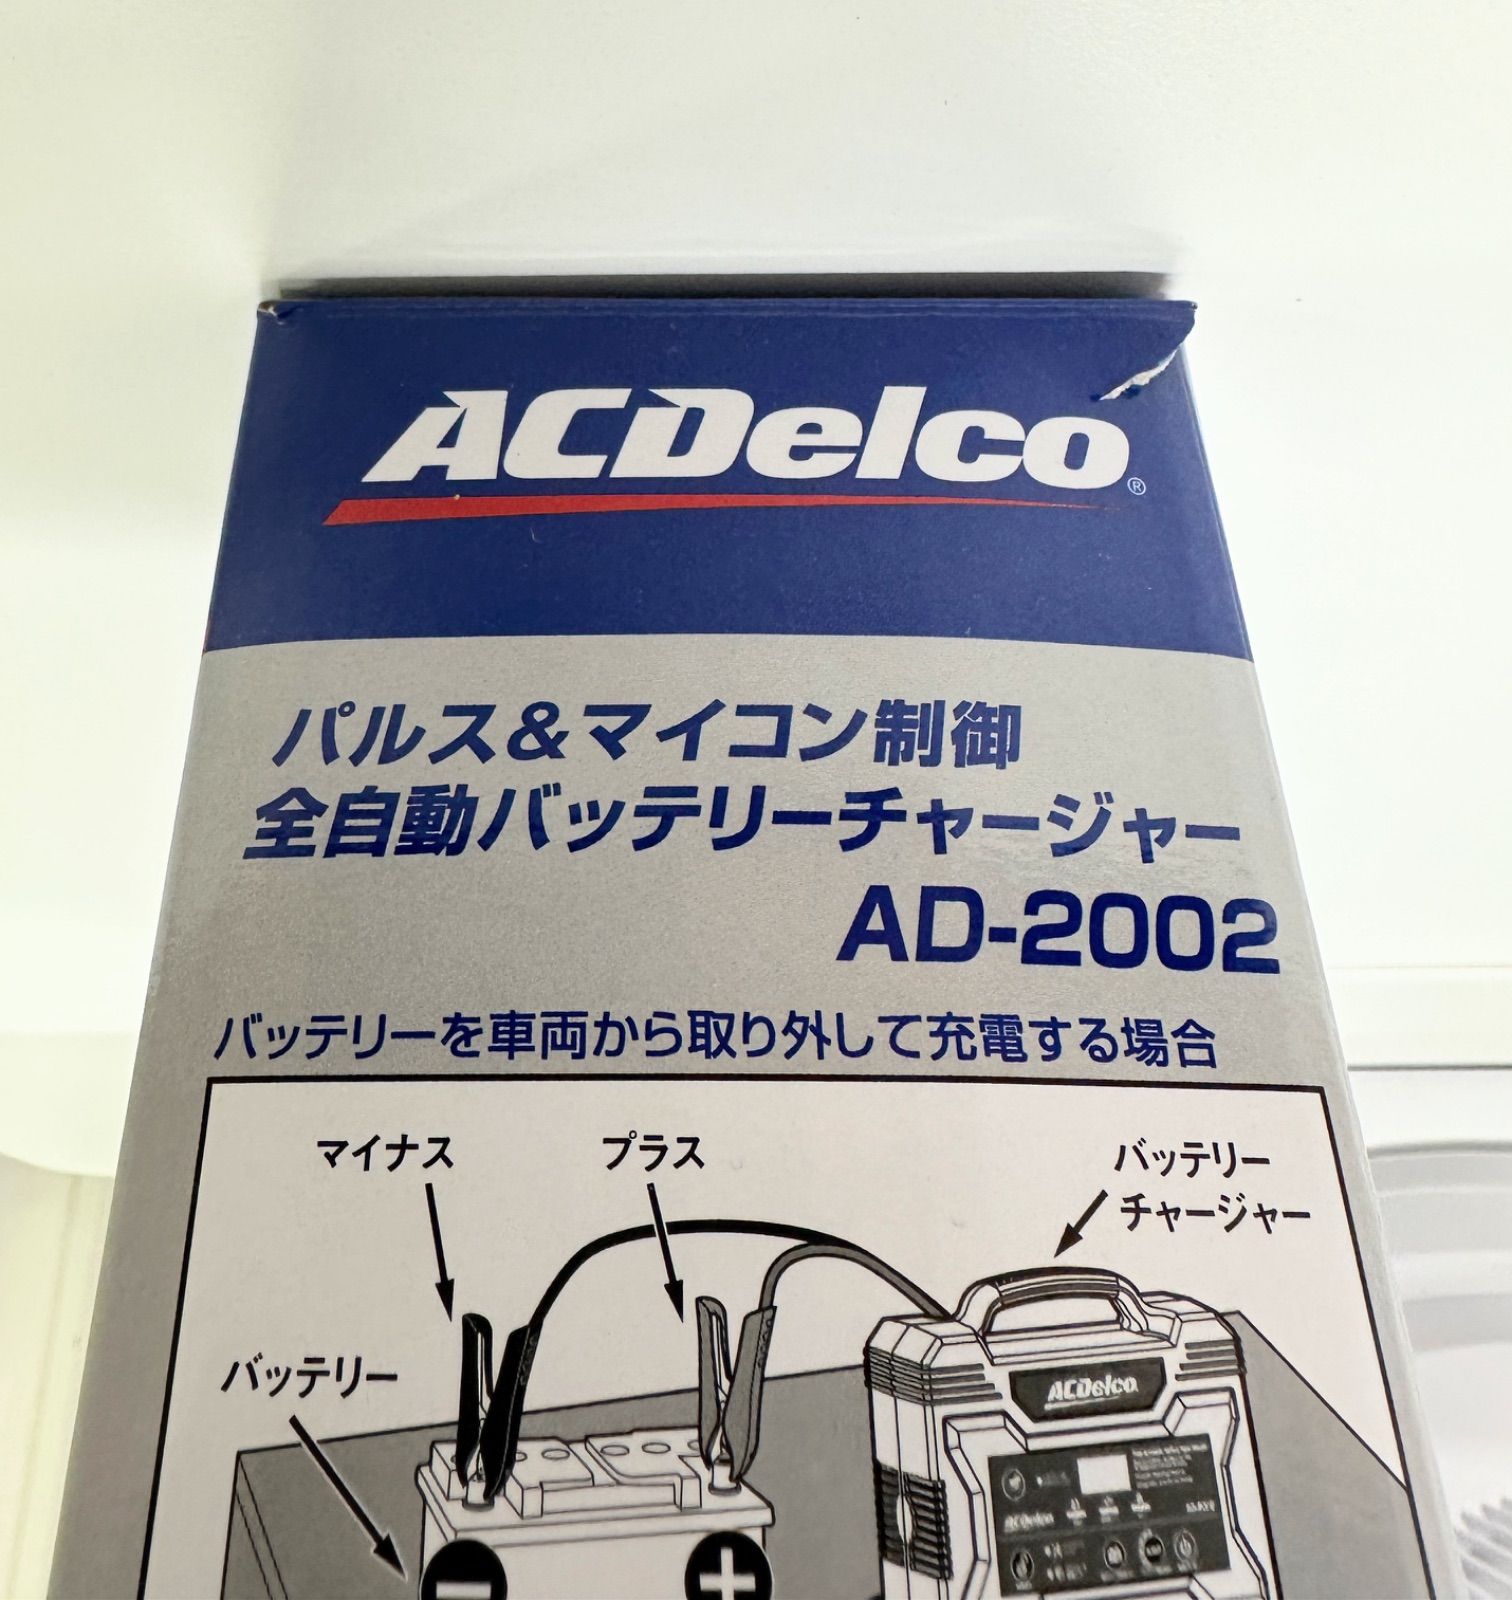 ACDelco®
パルス&マイコン制御
全自動バッテリーチャージャー
AD-2002
バッテリーを車両から取り外して充電する場合
マイナス
プラス
バッテリー
チャージャー
バッテリー
ACDelco
ACDelco
− +